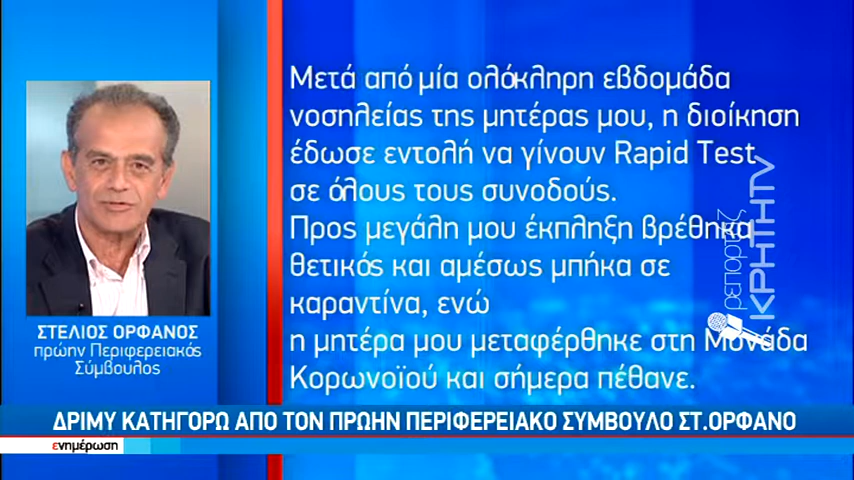 Μετά από μία ολόκληρη εβδομάδα
νοσηλείας της μητέρας μου, η διοίκηση
έδωσε εντολή να γίνουν Rapid Test
σε όλους τους συνοδούς.
Προς μεγάλη μου έκπληξη βρέθηκα
θετικός και αμέσως μπήκα σε
καραντίνα, ενώ
η μητέρα μου μεταφέρθηκε στη Μονάδα
Κορωνοϊού και σήμερα πέθανε.
ρεπορτάζ
ΚΡΗΤΗTV
ΣΤΕΛΙΟΣ ΟΡΦΑΝΟΣ
πρώην Περιφερειακός
Σύμβουλος
ΔΡΙΜΥ ΚΑΤΗΓΟΡΩ ΑΠΟ ΤΟΝ ΠΡΩΗΝ ΠΕΡΙΦΕΡΕΙΑΚΟ ΣΥΜΒΟΥΛΟ ΣΤ.ΟΡΦΑΝΟ
ενημέρωση